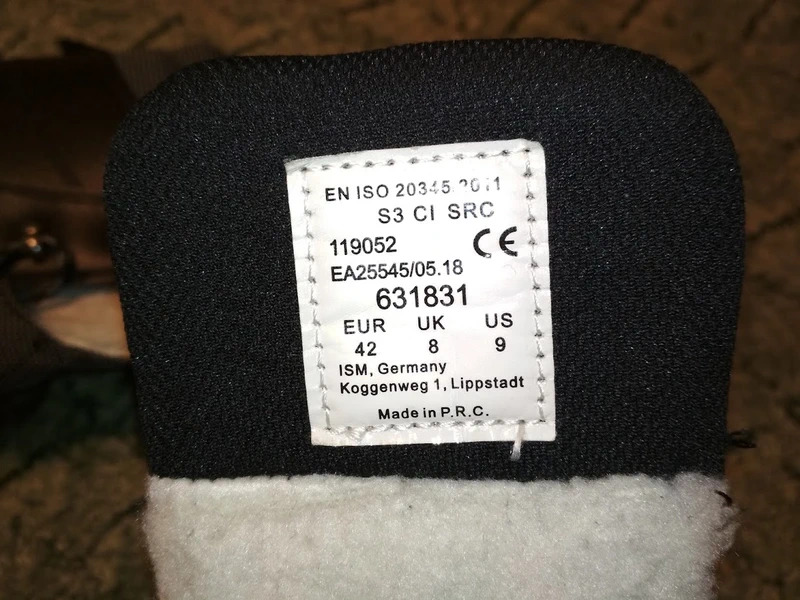 EN ISO 20345:2011
S3 CI SRC
119052 CE
EA25545/05.18
631831
EUR UK US
42 8 9
ISM, Germany
Koggenweg 1, Lippstadt
Made in P.R.C.